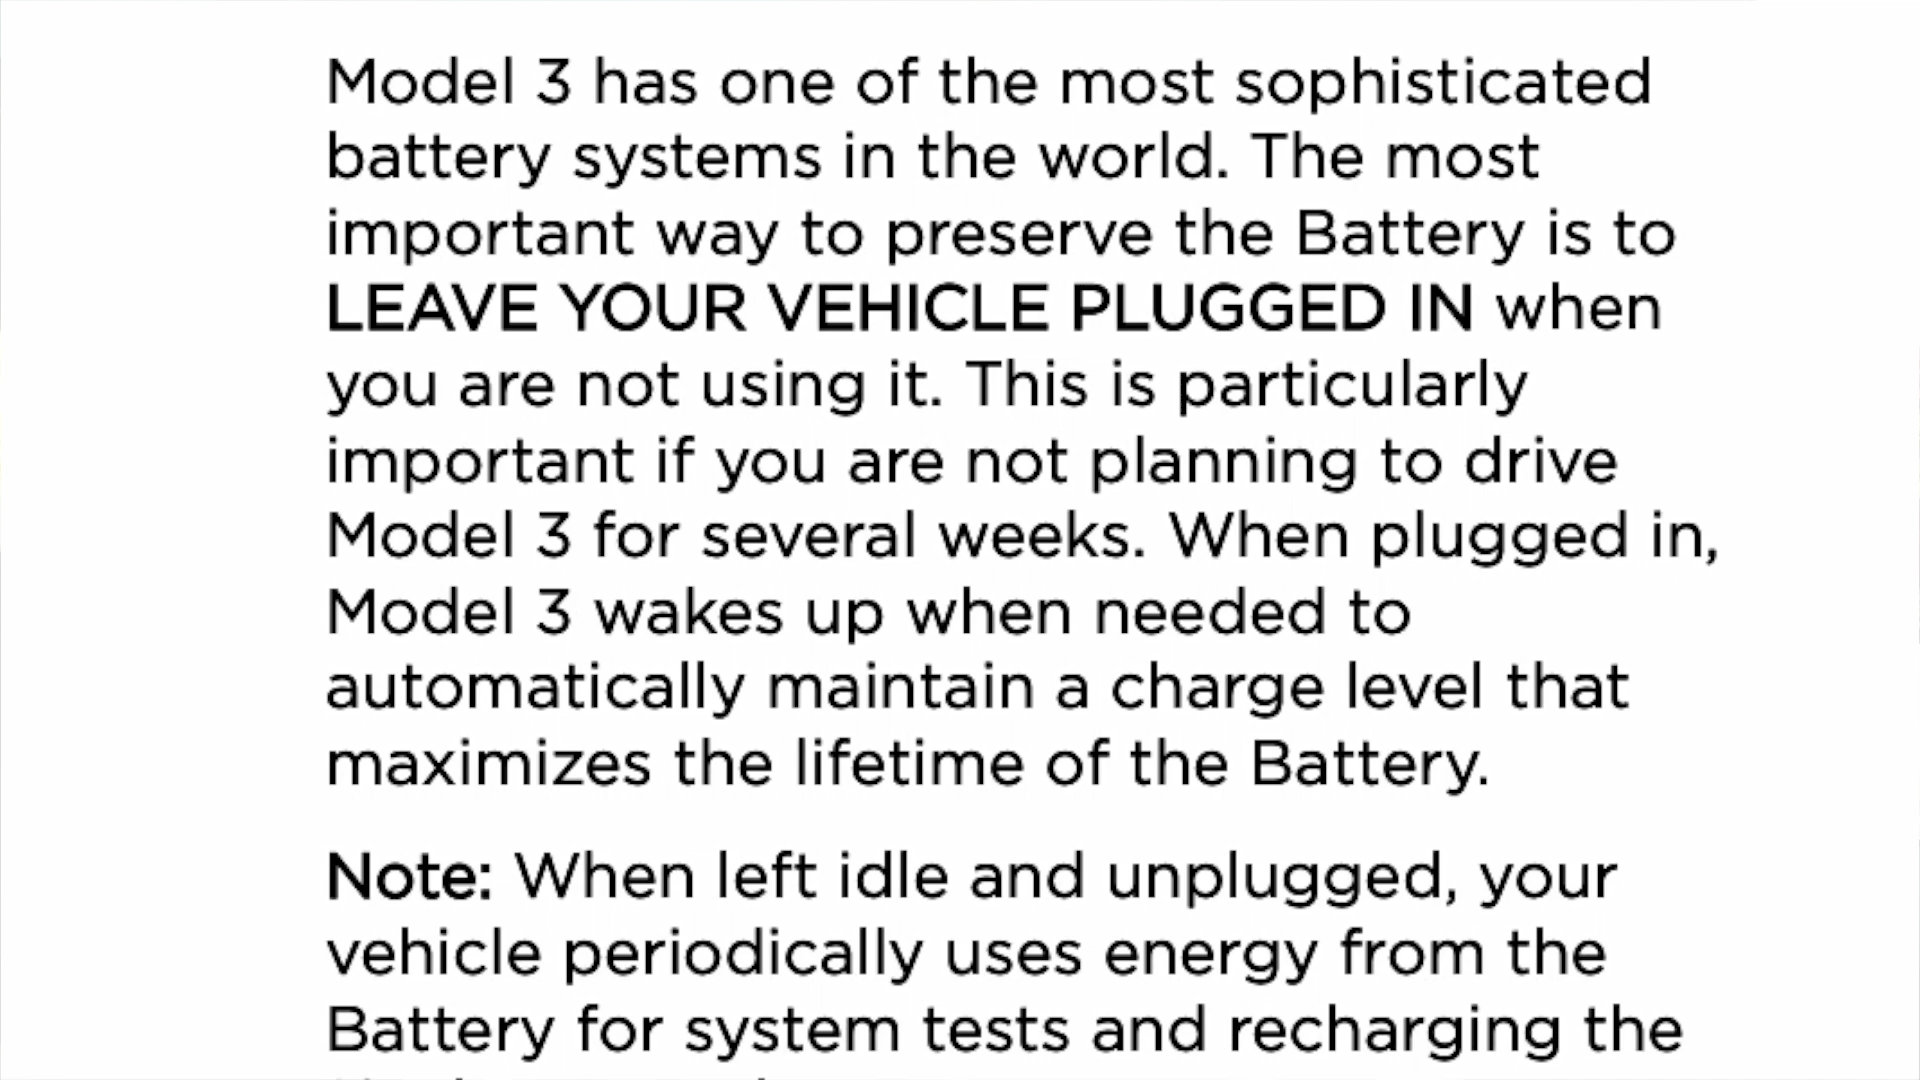 Model 3 has one of the most sophisticated
battery systems in the world. The most
important way to preserve the Battery is to
LEAVE YOUR VEHICLE PLUGGED IN when
you are not using it. This is particularly
important if you are not planning to drive
Model 3 for several weeks. When plugged in,
Model 3 wakes up when needed to
automatically maintain a charge level that
maximizes the lifetime of the Battery.
Note: When left idle and unplugged, your
vehicle periodically uses energy from the
Battery for system tests and recharging the